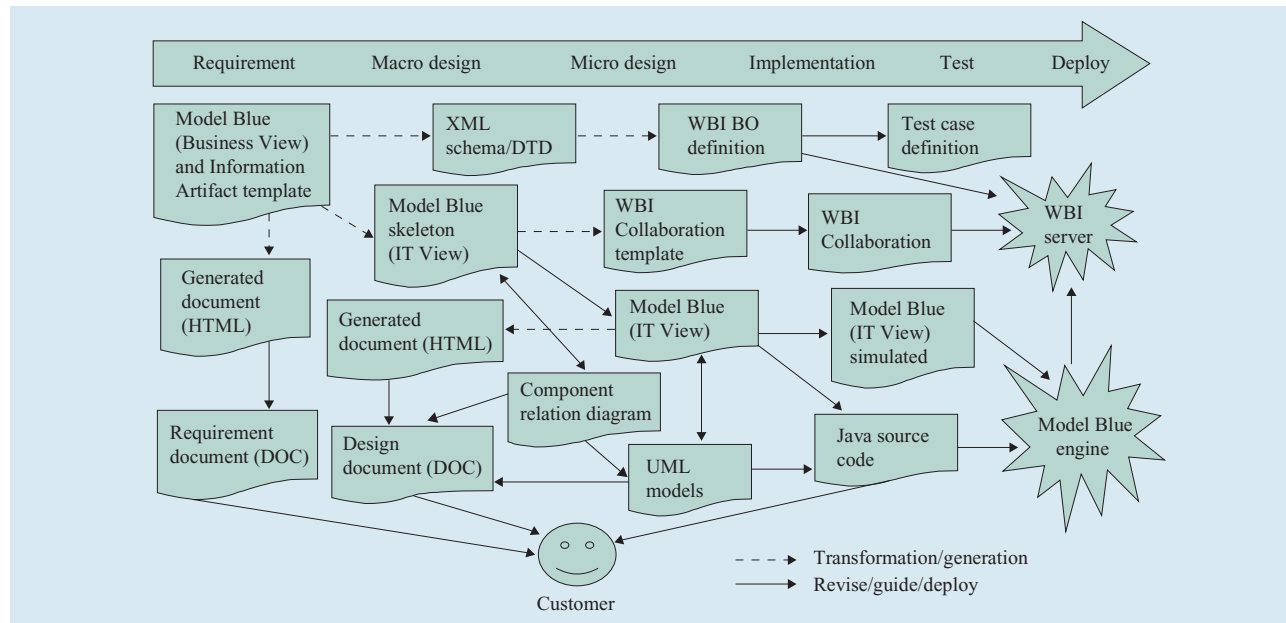 Requirement Macro design Micro design Implementation Test Deploy
Model Blue
(Business View)
and Information
Artifact template
XML
schema/DTD
WBI BO
definition
Test case
definition
Model Blue
skeleton
(IT View)
WBI
Collaboration
template
WBI
Collaboration
WBI
server
Generated
document
(HTML)
Generated
document (HTML)
Model Blue
(IT View)
Model Blue
(IT View)
simulated
Component
relation diagram
Requirement
document (DOC)
Design
document (DOC)
UML
models
Java source
code
Model Blue
engine
Customer
Transformation/generation
Revise/guide/deploy